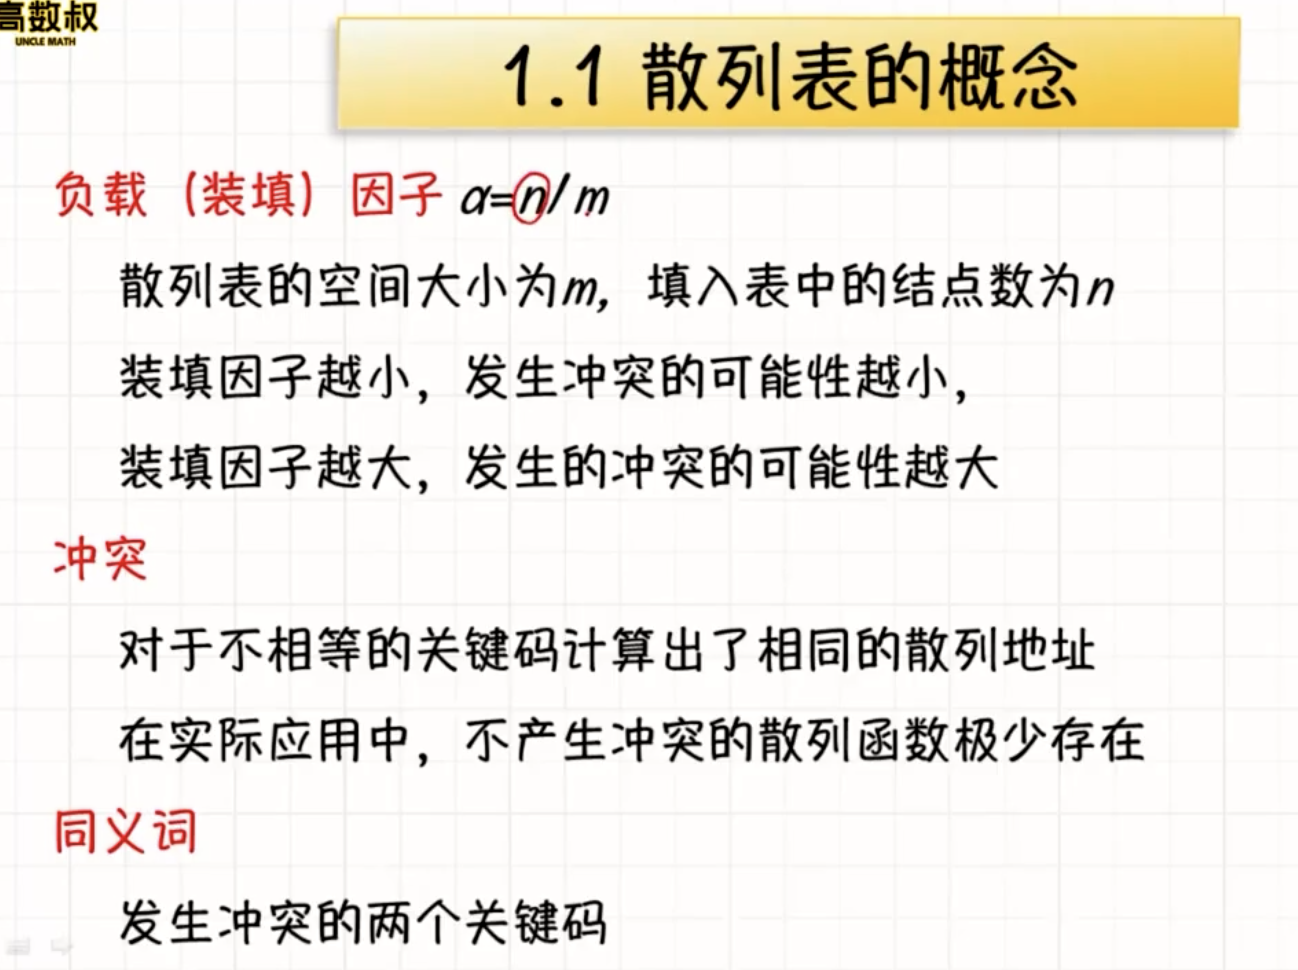 高数叔
UNCLE MATH
1.1 散列表的概念
负载（装填）因子 α=n/m
散列表的空间大小为m，填入表中的结点数为n
装填因子越小，发生冲突的可能性越小，
装填因子越大，发生的冲突的可能性越大
冲突
对于不相等的关键码计算出了相同的散列地址
在实际应用中，不产生冲突的散列函数极少存在
同义词
发生冲突的两个关键码